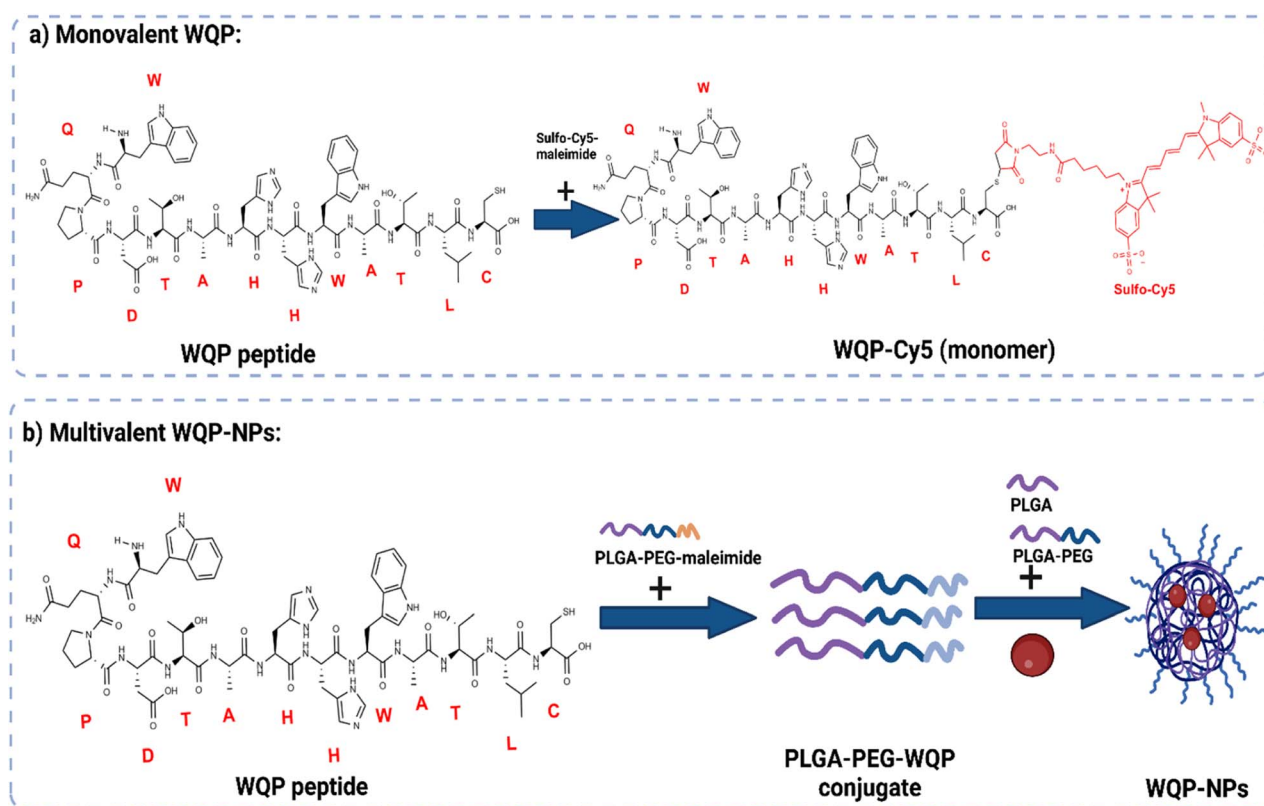 a) Monovalent WQP:
W
Q
P
D
T
A
H
H
W
A
T
L
C
WQP peptide
Sulfo-Cy5-
maleimide
+
W
Q
P
D
T
A
H
H
W
A
T
L
C
Sulfo-Cy5
WQP-Cy5 (monomer)
b) Multivalent WQP-NPs:
W
Q
P
D
T
A
H
H
W
A
T
L
C
WQP peptide
PLGA-PEG-maleimide
+
PLGA-PEG-WQP
conjugate
PLGA
PLGA-PEG
+
WQP-NPs